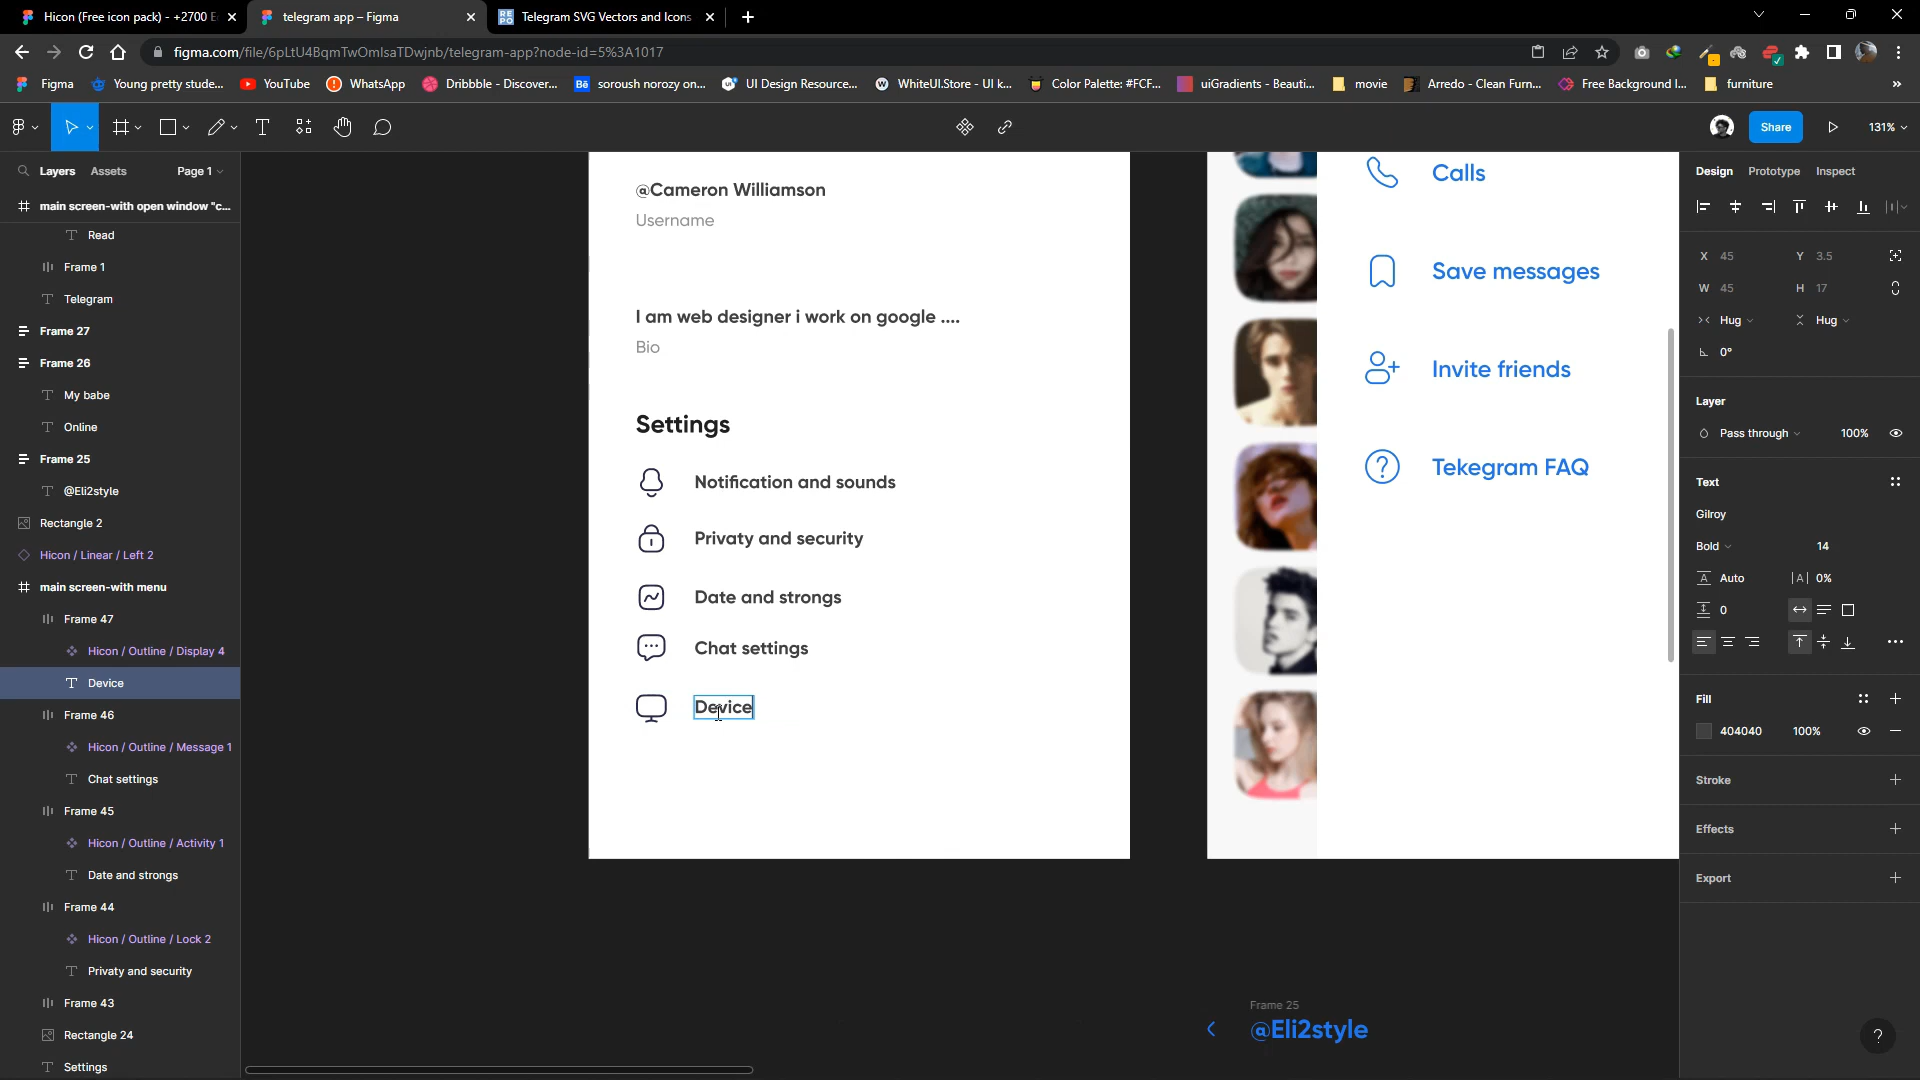 Hicon (Free icon pack) - +2700 E
telegram app – Figma
Telegram SVG Vectors and Icons
figma.com/file/6pLtU4BqmTwOmIsaTDwjnb/telegram-app?node-id=5%3A1017
Figma
Young pretty stude...
YouTube
WhatsApp
Dribbble - Discover...
Bē soroush norozy on...
UI Design Resource...
WhiteUI.Store - UI k...
Color Palette: #FCF...
uiGradients - Beauti...
movie
Arredo - Clean Furn...
Free Background I...
furniture
Share
131%
Layers Assets Page 1
main screen-with open window "c...
Read
Frame 1
Telegram
Frame 27
Frame 26
My babe
Online
Frame 25
@Eli2style
Rectangle 2
Hicon / Linear / Left 2
main screen-with menu
Frame 47
Hicon / Outline / Display 4
Device
Frame 46
Hicon / Outline / Message 1
Chat settings
Frame 45
Hicon / Outline / Activity 1
Date and strongs
Frame 44
Hicon / Outline / Lock 2
Privaty and security
Frame 43
Rectangle 24
Settings
@Cameron Williamson
Username
I am web designer i work on google ....
Bio
Settings
Notification and sounds
Privaty and security
Date and strongs
Chat settings
Device
Calls
Save messages
Invite friends
Tekegram FAQ
Frame 25
@Eli2style
Design Prototype Inspect
X 45 Y 3.5
W 45 H 17
Hug Hug
0°
Layer
Pass through 100%
Text
Gilroy
Bold 14
Auto 0%
0
Fill
404040 100%
Stroke
Effects
Export
?